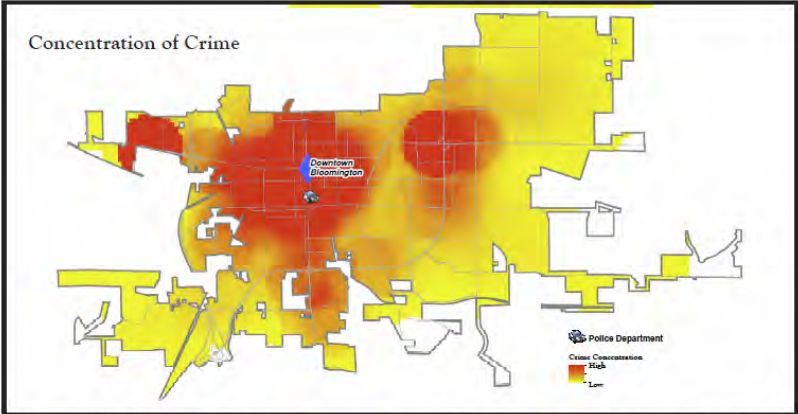 Concentration of Crime
Downtown
Bloomington
Police Department
Crime Concentration
High
Low